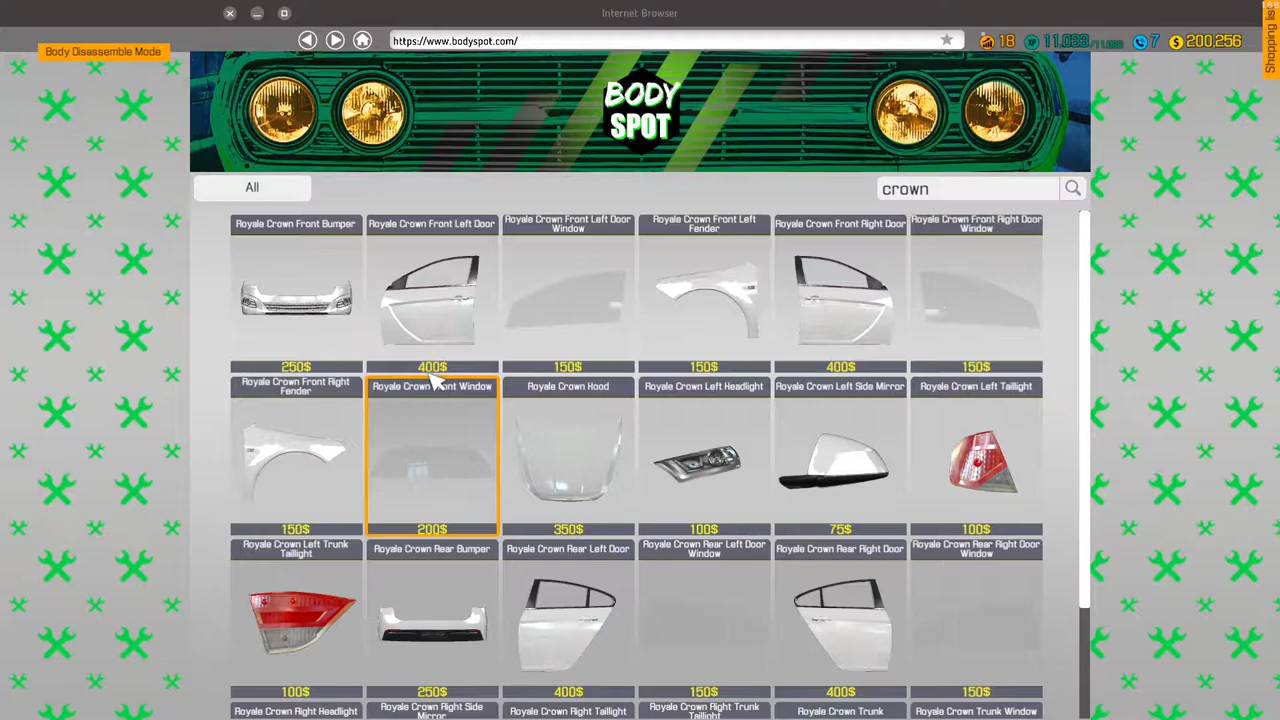 Internet Browser
https://www.bodyspot.com/
Body Disassemble Mode
18
7
200,256
Shopping list
BODY
SPOT
All
crown
Royale Crown Front Bumper
Royale Crown Front Left Door
Royale Crown Front Left Door
Window
Royale Crown Front Left
Fender
Royale Crown Front Right Door
Royale Crown Front Right Door
Window
250$
400$
150$
150$
400$
150$
Royale Crown Front Right
Fender
Royale Crown Front Window
Royale Crown Hood
Royale Crown Left Headlight
Royale Crown Left Side Mirror
Royale Crown Left Taillight
150$
200$
350$
100$
75$
100$
Royale Crown Left Trunk
Taillight
Royale Crown Rear Bumper
Royale Crown Rear Left Door
Royale Crown Rear Left Door
Window
Royale Crown Rear Right Door
Royale Crown Rear Right Door
Window
100$
250$
400$
150$
400$
150$
Royale Crown Right Headlight
Royale Crown Right Side
Mirror
Royale Crown Right Taillight
Royale Crown Right Trunk
Taillight
Royale Crown Trunk
Royale Crown Trunk Window